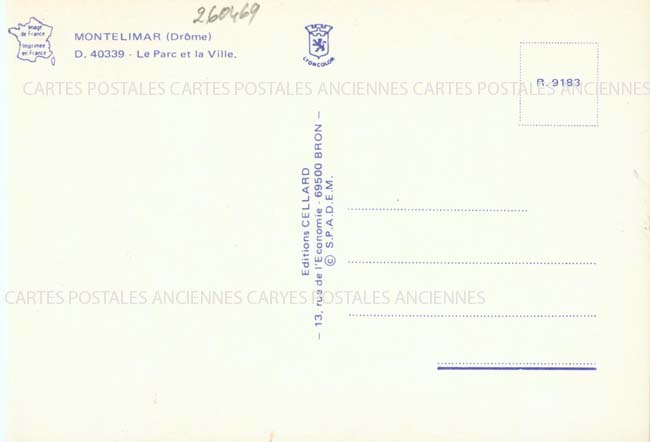 260469
Image
de France
Imprimée
en France
MONTELIMAR (Drôme)
D. 40339 - Le Parc et la Ville.
LYONCOLOR
R. 9183
CARTES POSTALES CARTES POSTALES ANCIENNES CARTES POSTALES ANCIENNES
Editions CELLARD
— 13, rue de l'Economie - 69500 BRON —
© S.P.A.D.E.M.
CARTES POSTALES ANCIENNES CARYES POSTALES ANCIENNES